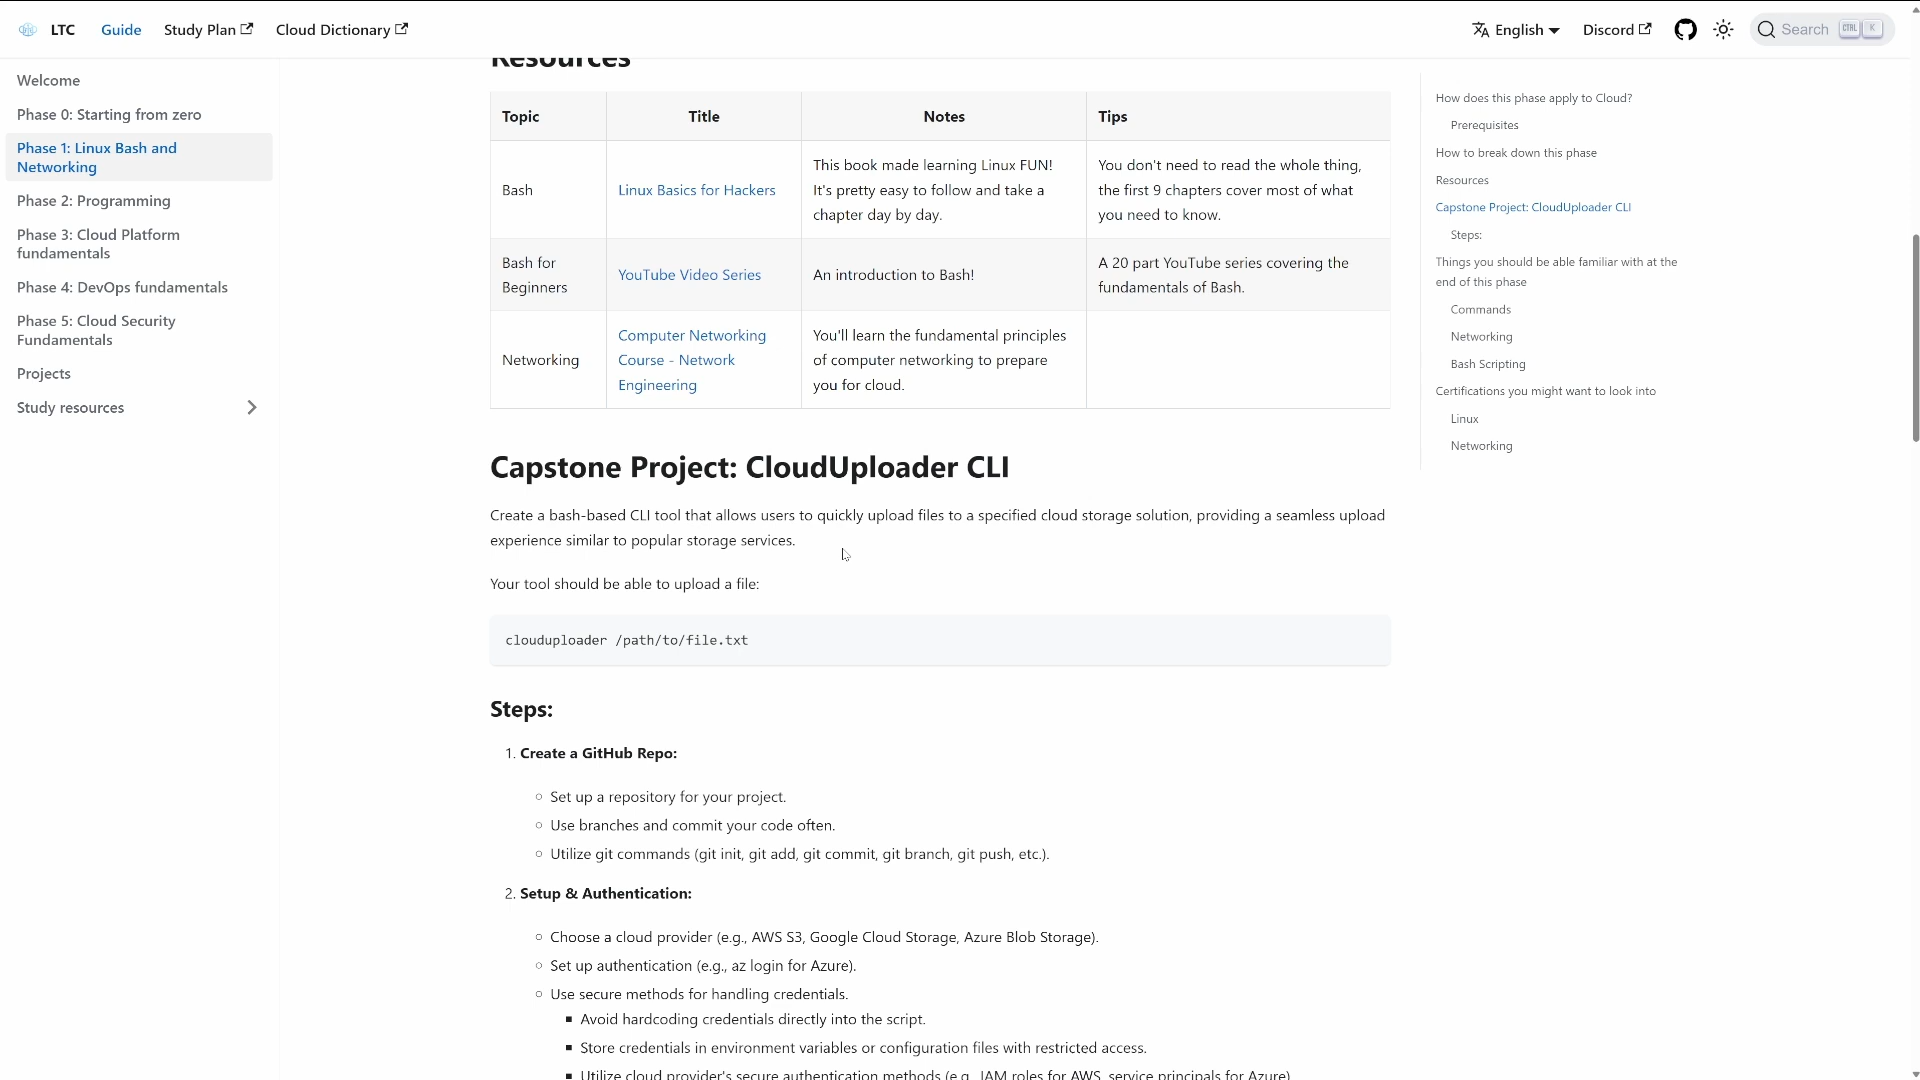 LTC
Guide
Study Plan
Cloud Dictionary
English
Discord
Search
CTRL
K
Welcome
Phase 0: Starting from zero
Phase 1: Linux Bash and
Networking
Phase 2: Programming
Phase 3: Cloud Platform
fundamentals
Phase 4: DevOps fundamentals
Phase 5: Cloud Security
Fundamentals
Projects
Study resources
Resources
Topic
Title
Notes
Tips
Bash
Linux Basics for Hackers
This book made learning Linux FUN!
It's pretty easy to follow and take a
chapter day by day.
You don't need to read the whole thing,
the first 9 chapters cover most of what
you need to know.
Bash for
Beginners
YouTube Video Series
An introduction to Bash!
A 20 part YouTube series covering the
fundamentals of Bash.
Networking
Computer Networking
Course - Network
Engineering
You'll learn the fundamental principles
of computer networking to prepare
you for cloud.
Capstone Project: CloudUploader CLI
Create a bash-based CLI tool that allows users to quickly upload files to a specified cloud storage solution, providing a seamless upload
experience similar to popular storage services.
Your tool should be able to upload a file:
clouduploader /path/to/file.txt
Steps:
1. Create a GitHub Repo:
Set up a repository for your project.
Use branches and commit your code often.
Utilize git commands (git init, git add, git commit, git branch, git push, etc.).
2. Setup & Authentication:
Choose a cloud provider (e.g., AWS S3, Google Cloud Storage, Azure Blob Storage).
Set up authentication (e.g., az login for Azure).
Use secure methods for handling credentials.
Avoid hardcoding credentials directly into the script.
Store credentials in environment variables or configuration files with restricted access.
Utilize cloud provider's secure authentication methods (e.g., IAM roles for AWS, service principals for Azure)
How does this phase apply to Cloud?
Prerequisites
How to break down this phase
Resources
Capstone Project: CloudUploader CLI
Steps:
Things you should be able familiar with at the
end of this phase
Commands
Networking
Bash Scripting
Certifications you might want to look into
Linux
Networking